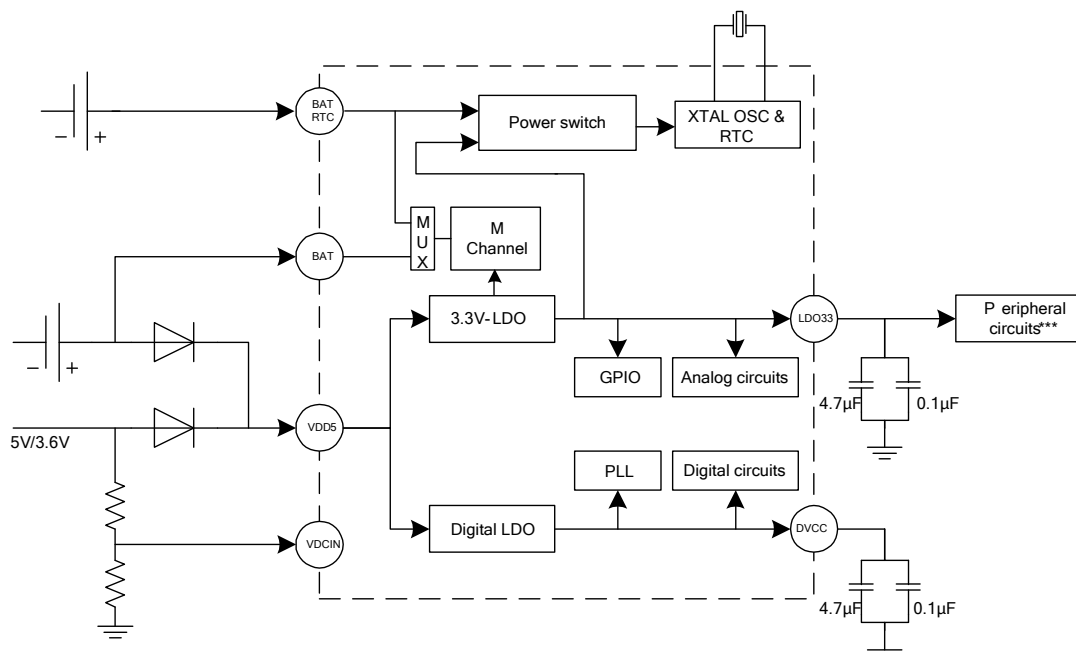 BAT
RTC
Power switch
XTAL OSC &
RTC
− +
M
U
X
M
Channel
BAT
3.3V-LDO
LDO33
P eripheral
circuits***
− +
GPIO
Analog circuits
4.7µF
0.1µF
5V/3.6V
VDD5
PLL
Digital circuits
Digital LDO
DVCC
VDCIN
4.7µF
0.1µF